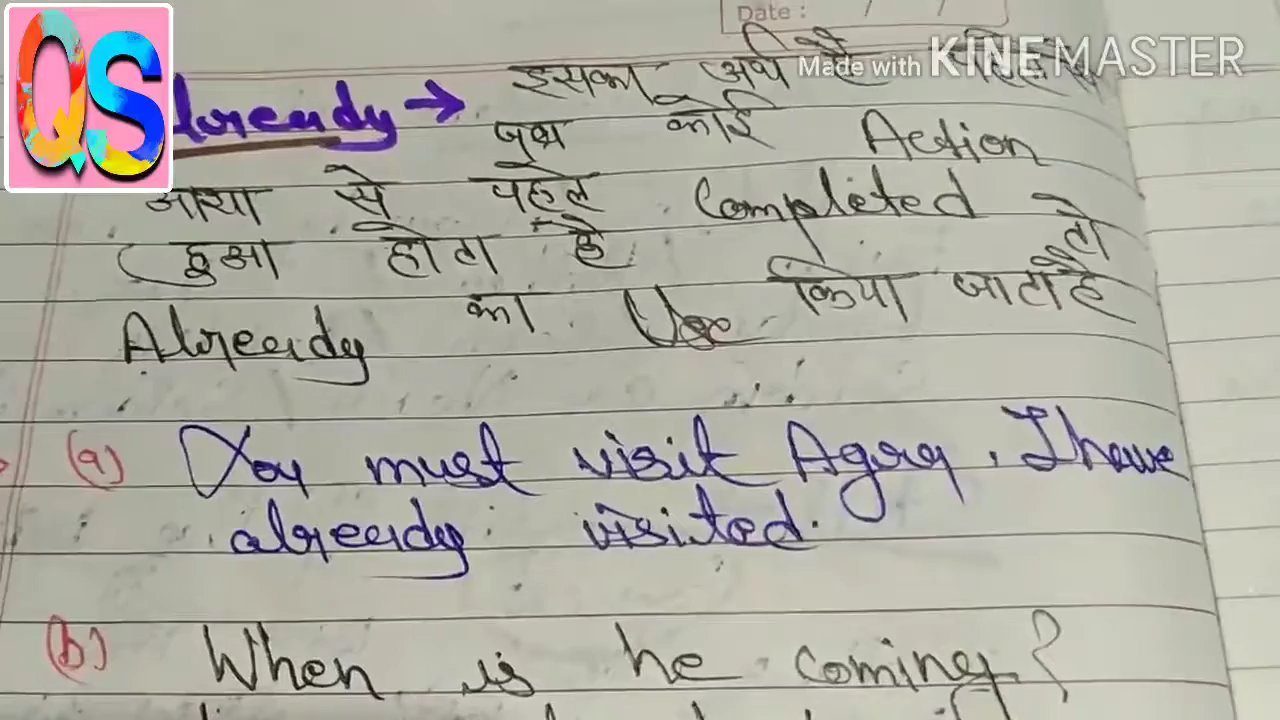 Date : / /
Made with KINEMASTER
QS
Already → इसका अर्थ है
जब कोई Action
आशा से पहले Completed
हुआ होता है तो
Already का Use किया जाता है
(a) You must visit Agra, I have
already visited.
(b) When is he coming?